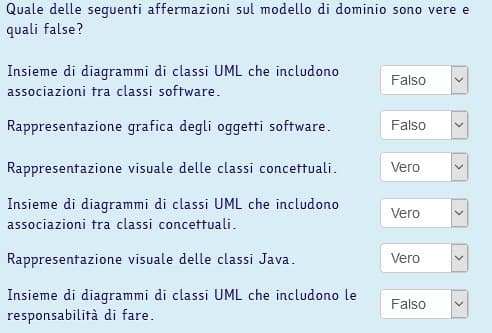 Quale delle seguenti affermazioni sul modello di dominio sono vere e
quali false?
Insieme di diagrammi di classi UML che includono
associazioni tra classi software.
Falso
Rappresentazione grafica degli oggetti software.
Falso
Rappresentazione visuale delle classi concettuali.
Vero
Insieme di diagrammi di classi UML che includono
associazioni tra classi concettuali.
Vero
Rappresentazione visuale delle classi Java.
Vero
Insieme di diagrammi di classi UML che includono le
responsabilità di fare.
Falso